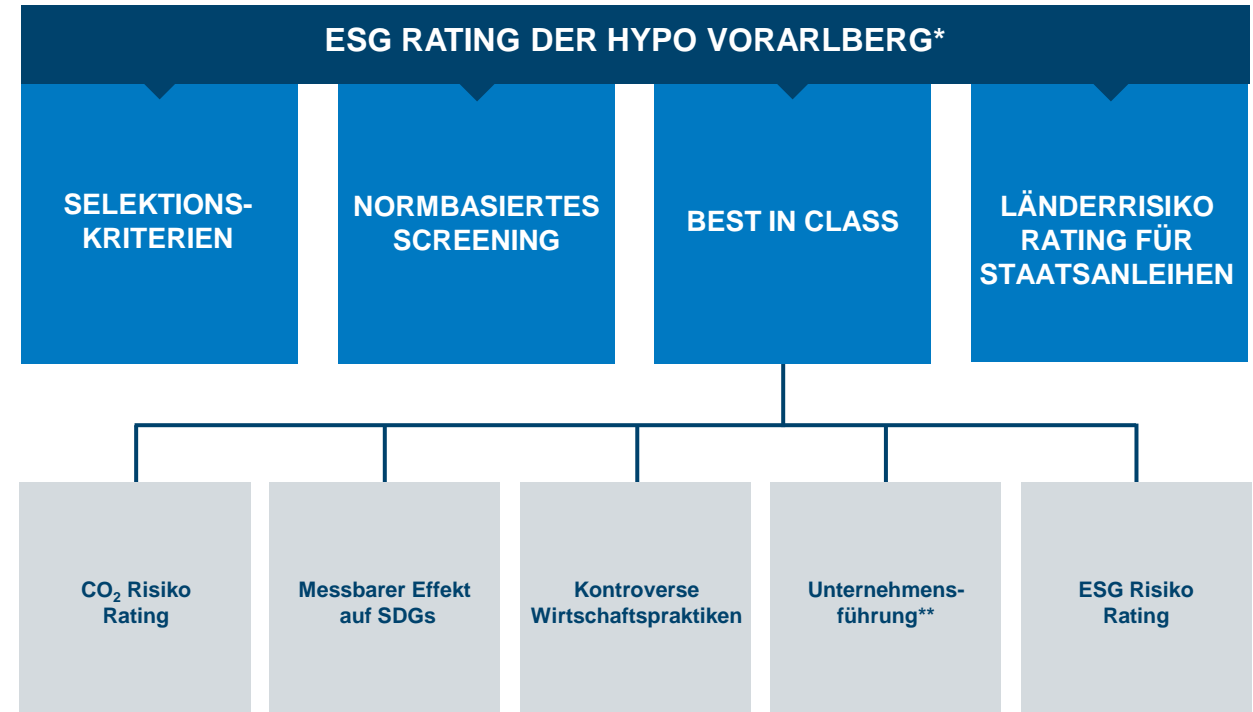 ESG RATING DER HYPO VORARLBERG*
SELEKTIONS-
KRITERIEN
NORMBASIERTES
SCREENING
BEST IN CLASS
LÄNDERRISIKO
RATING FÜR
STAATSANLEIHEN
CO₂ Risiko
Rating
Messbarer Effekt
auf SDGs
Kontroverse
Wirtschaftspraktiken
Unternehmens-
führung**
ESG Risiko
Rating